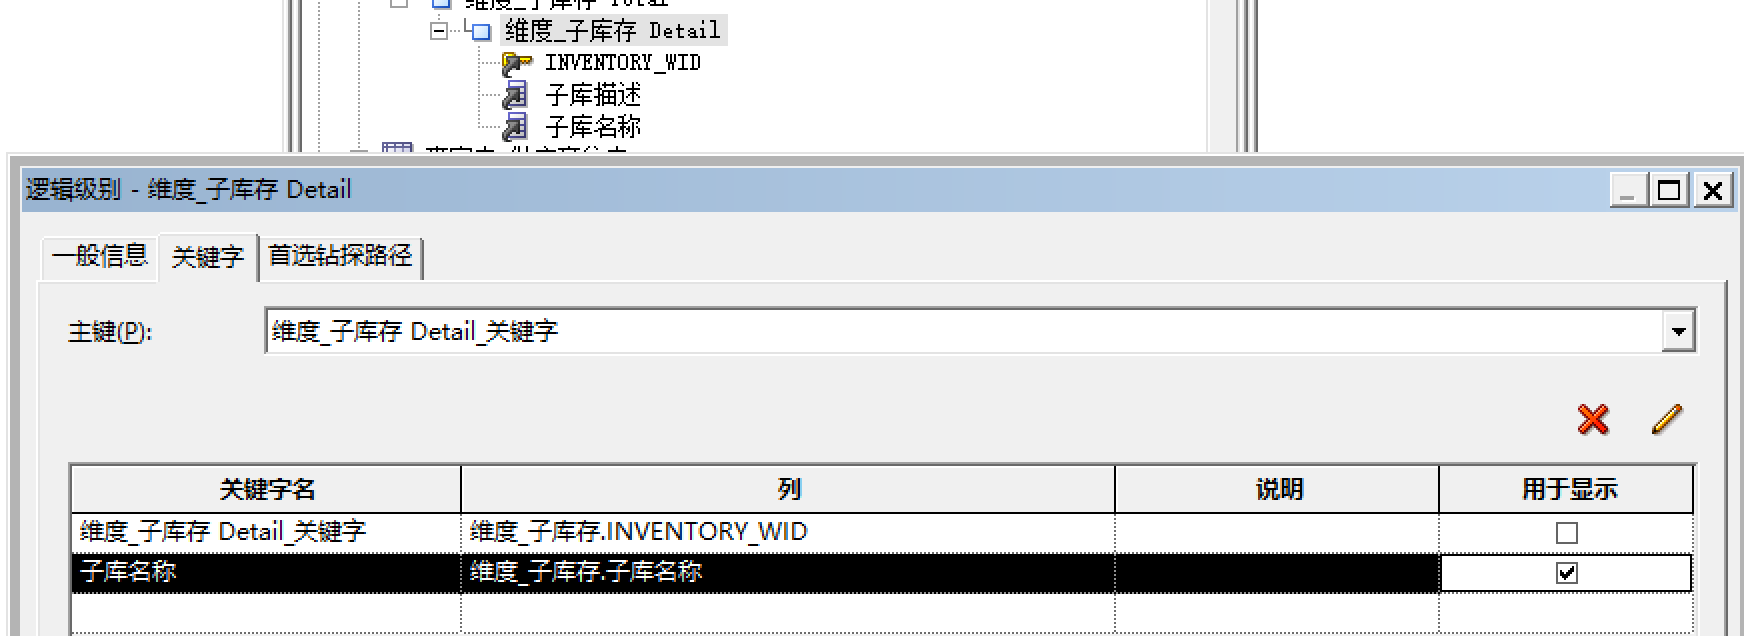 维度_子库存 Total
维度_子库存 Detail
INVENTORY_WID
子库描述
子库名称
逻辑级别 - 维度_子库存 Detail
一般信息
关键字
首选钻探路径
主键(P):
维度_子库存 Detail_关键字
关键字名 列 说明 用于显示
维度_子库存 Detail_关键字 维度_子库存.INVENTORY_WID
子库名称 维度_子库存.子库名称